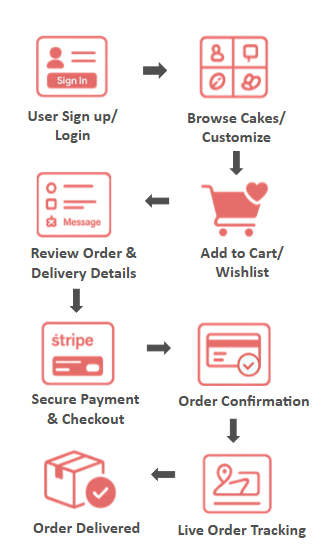 Sign In
User Sign up/
Login
Browse Cakes/
Customize
Add to Cart/
Wishlist
Message
Review Order &
Delivery Details
stripe
Secure Payment
& Checkout
Order Confirmation
Live Order Tracking
Order Delivered